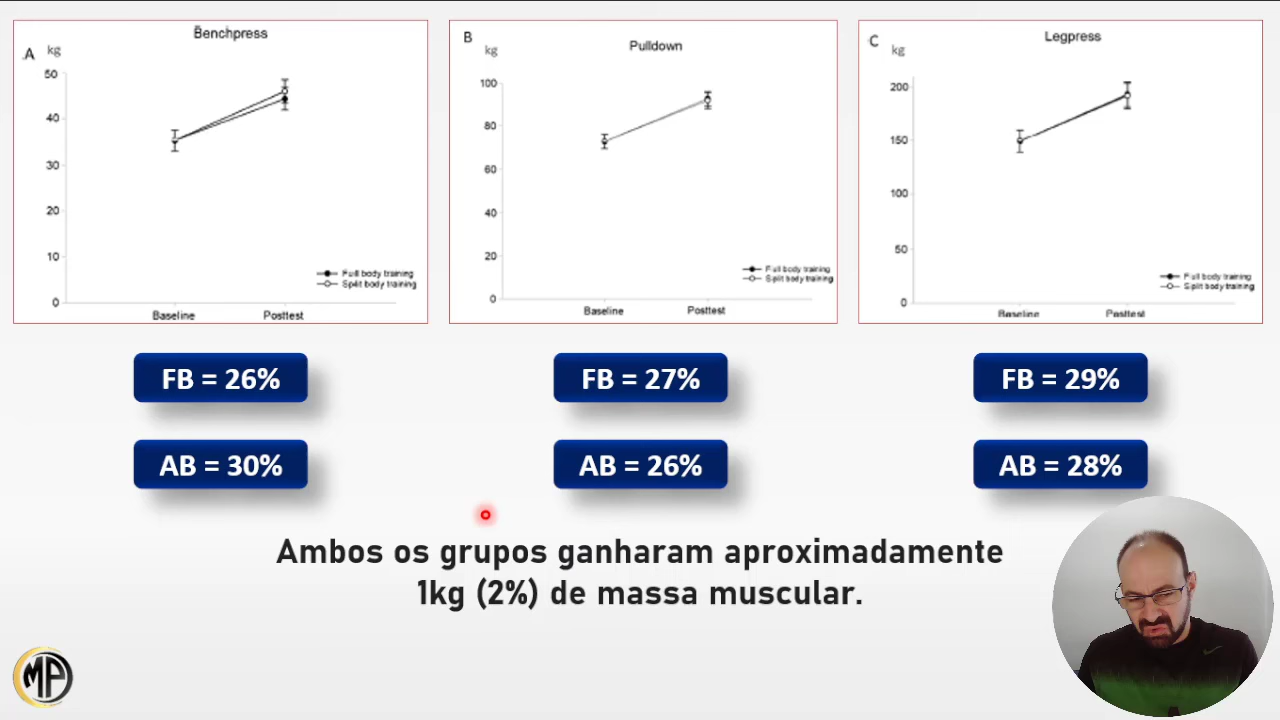 Benchpress
A
kg
50
40
30
20
10
0
Full body training
Split body training
Baseline Posttest
B
Pulldown
kg
100
80
60
40
20
0
Full body training
Split body training
Baseline Posttest
C
Legpress
kg
200
150
100
50
0
Full body training
Split body training
Baseline Posttest
FB = 26%
FB = 27%
FB = 29%
AB = 30%
AB = 26%
AB = 28%
Ambos os grupos ganharam aproximadamente
1kg (2%) de massa muscular.
MP